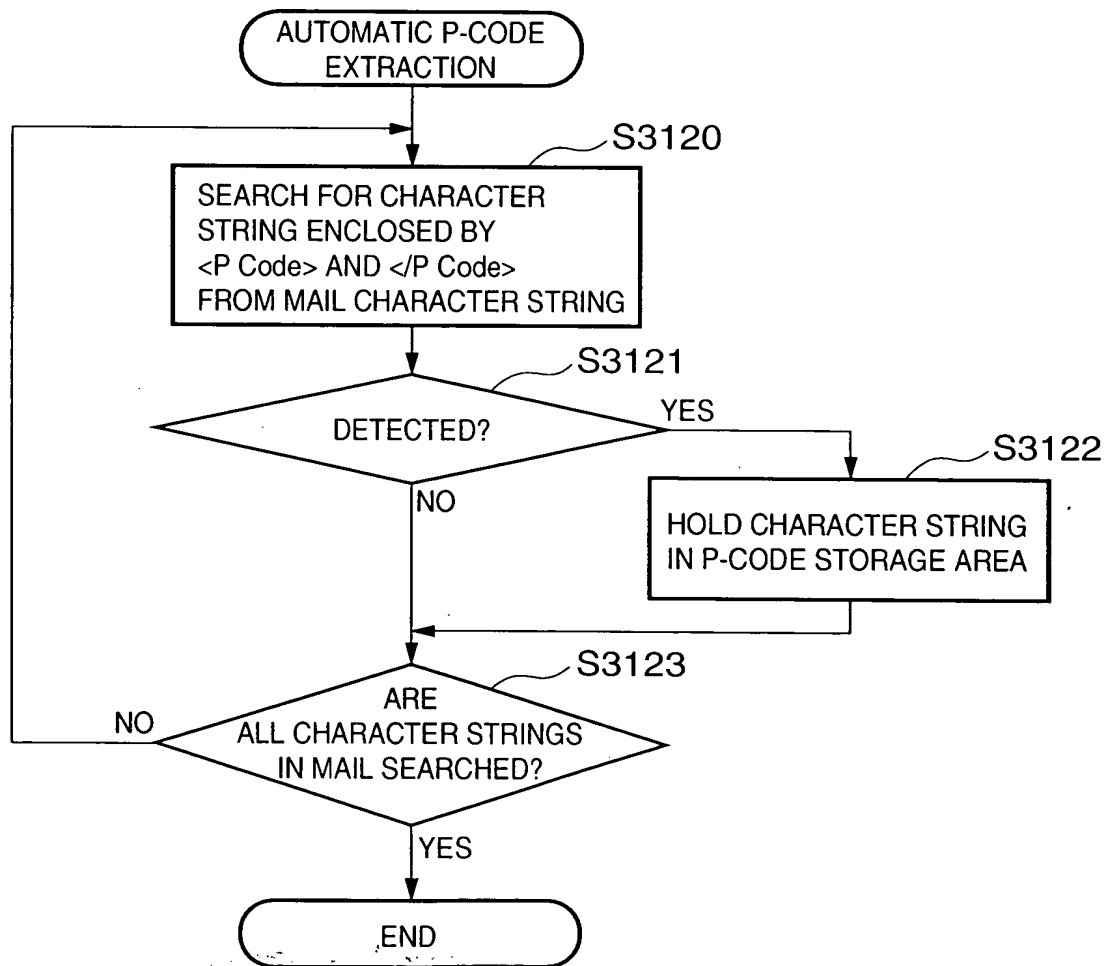 AUTOMATIC P-CODE
EXTRACTION
S3120
SEARCH FOR CHARACTER
STRING ENCLOSED BY
<P Code> AND </P Code>
FROM MAIL CHARACTER STRING
S3121
DETECTED?
YES
S3122
NO
HOLD CHARACTER STRING
IN P-CODE STORAGE AREA
S3123
ARE
ALL CHARACTER STRINGS
IN MAIL SEARCHED?
NO
YES
END